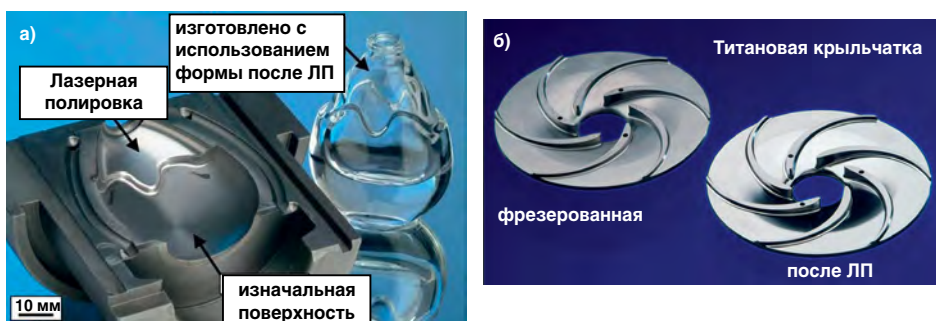 а)
изготовлено с
использованием
формы после ЛП
Лазерная
полировка
изначальная
поверхность
10 мм
б)
Титановая крыльчатка
фрезерованная
после ЛП